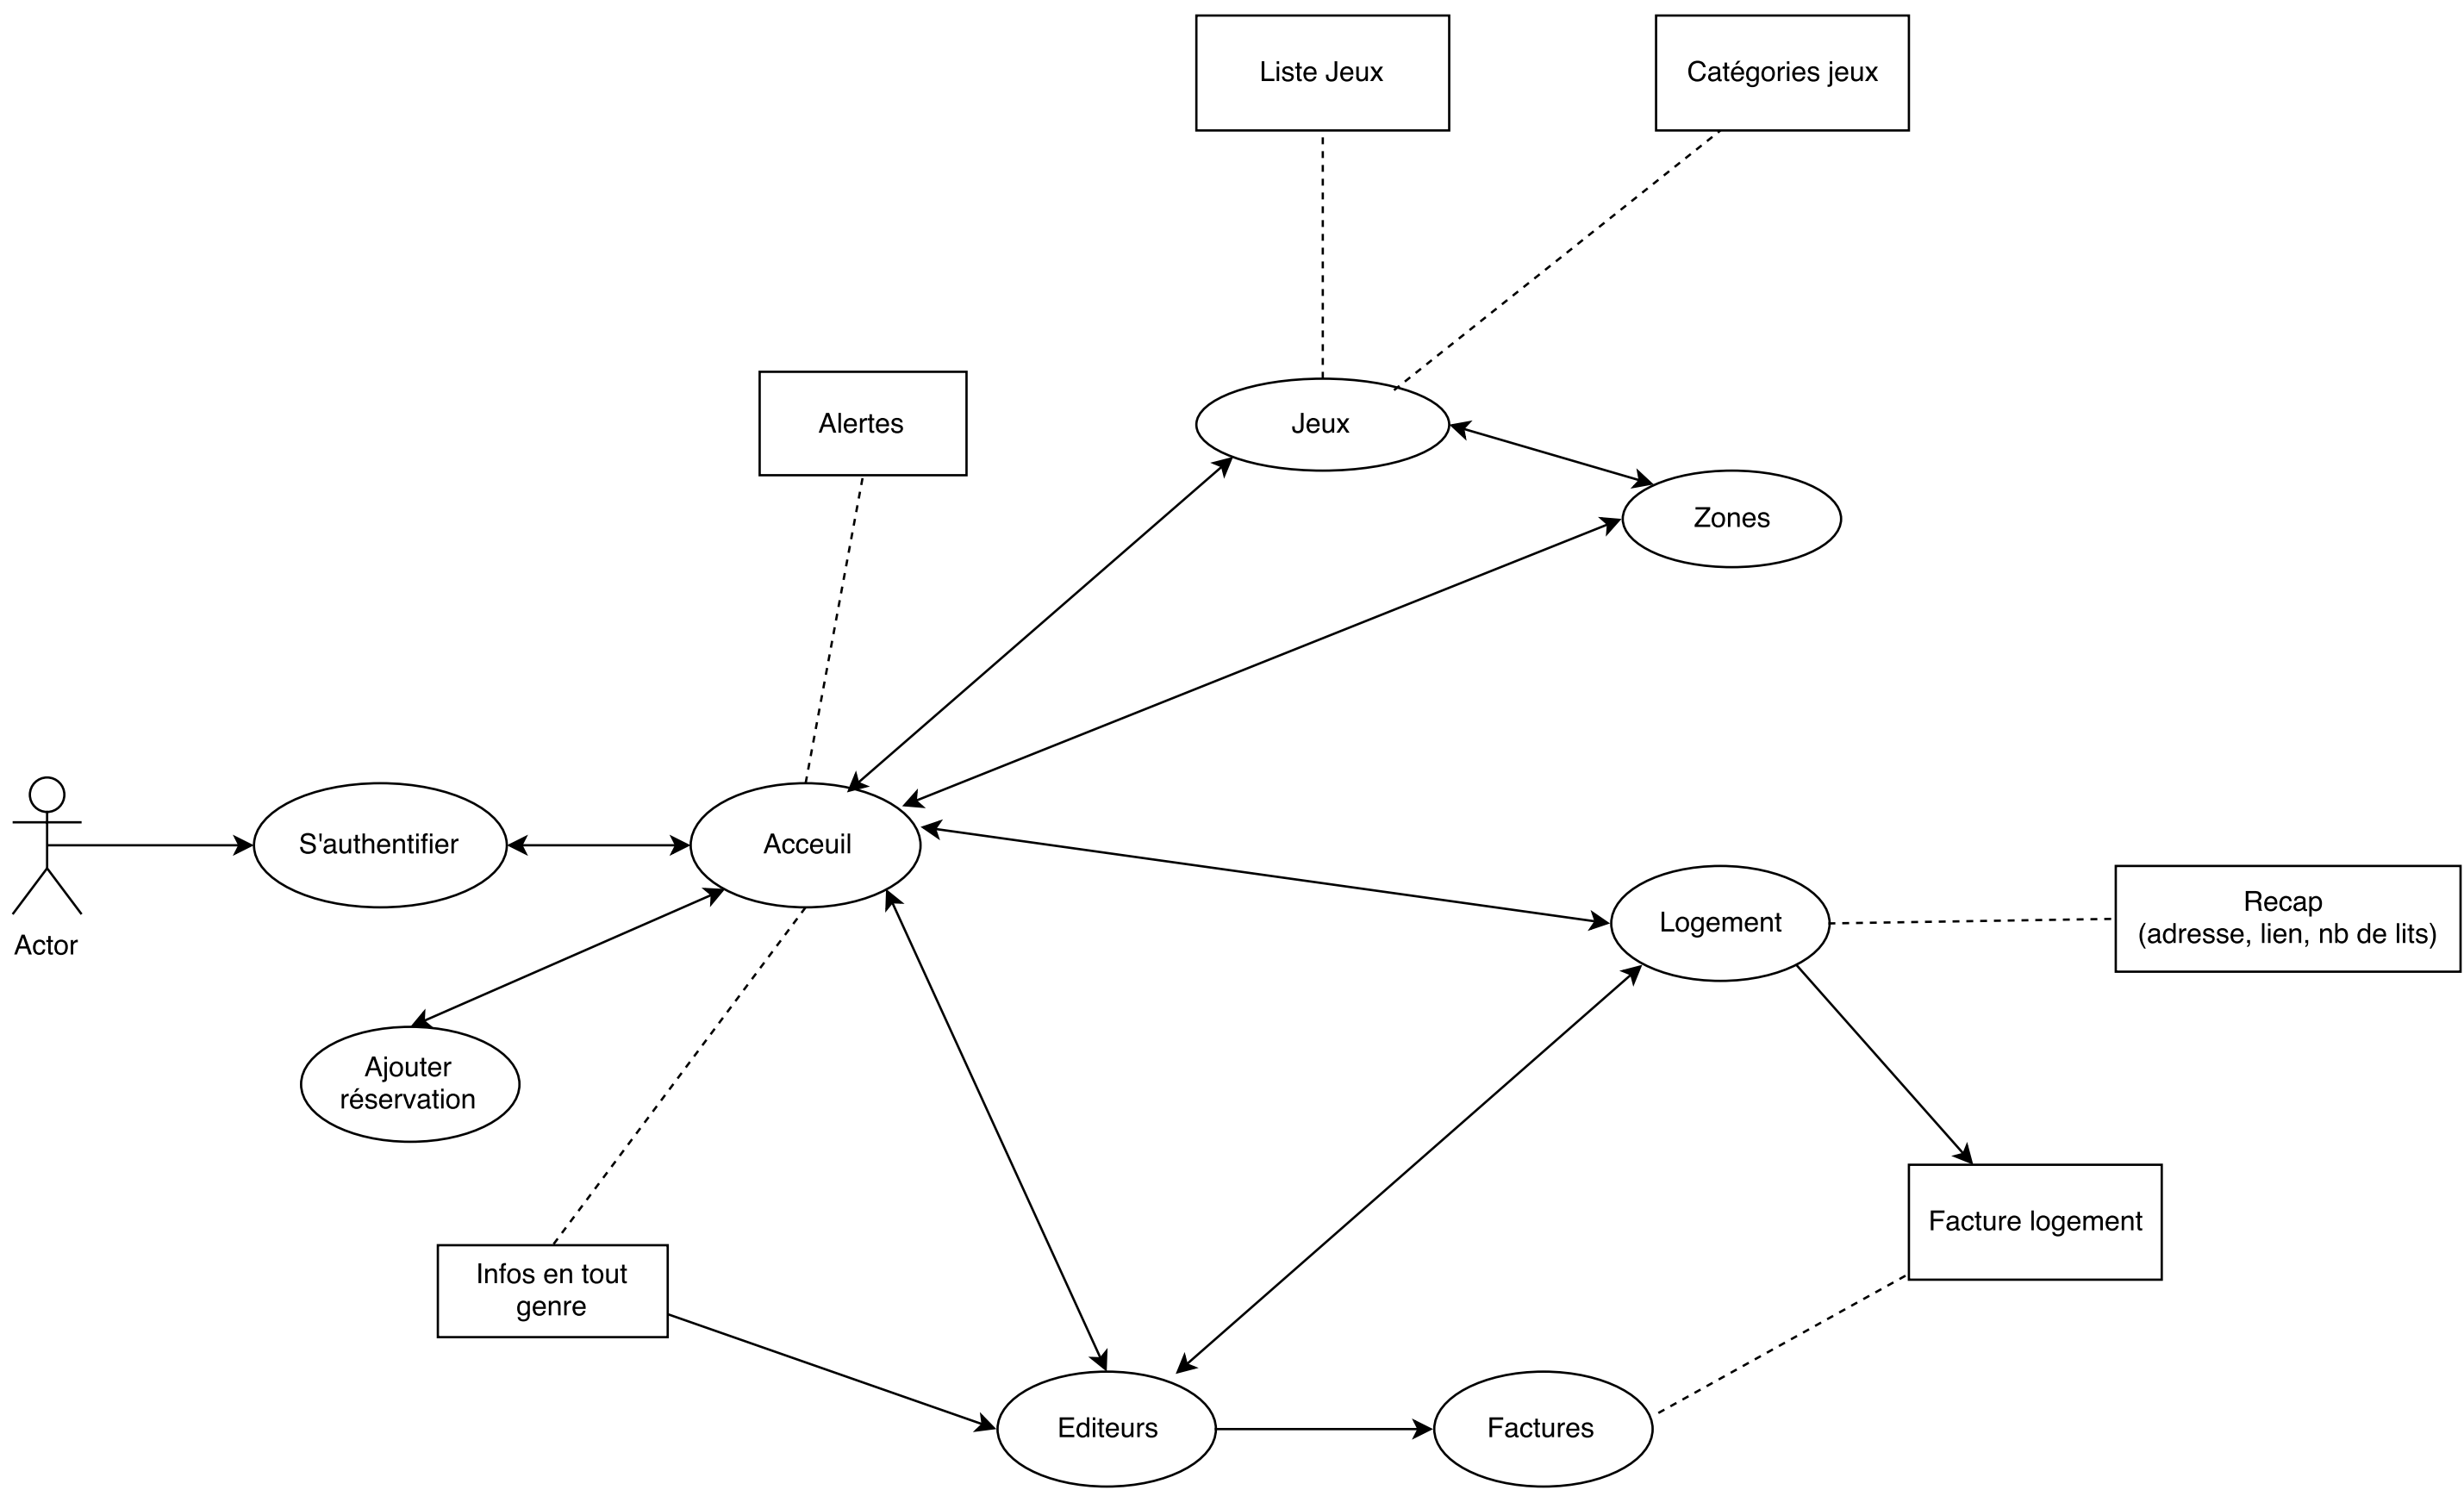 Liste Jeux
Catégories jeux
Alertes
Jeux
Zones
S'authentifier
Acceuil
Actor
Logement
Recap
(adresse, lien, nb de lits)
Ajouter
réservation
Facture logement
Infos en tout
genre
Editeurs
Factures